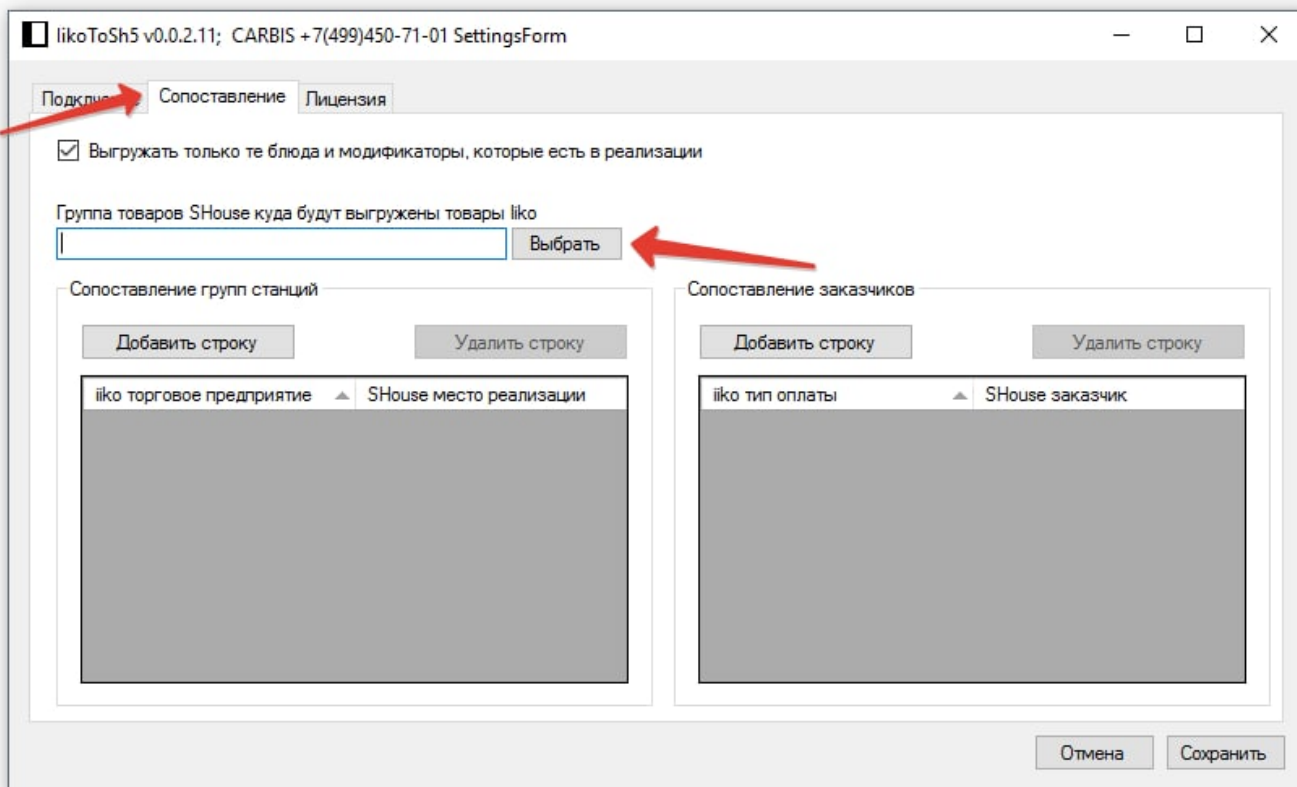 IikoToSh5 v0.0.2.11; CARBIS +7(499)450-71-01 SettingsForm
Сопоставление Лицензия
Выгружать только те блюда и модификаторы, которые есть в реализации
Группа товаров SHouse куда будут выгружены товары Iiko
Выбрать
Сопоставление групп станций
Добавить строку Удалить строку
iiko торговое предприятие SHouse место реализации
Сопоставление заказчиков
Добавить строку Удалить строку
iiko тип оплаты SHouse заказчик
Отмена Сохранить